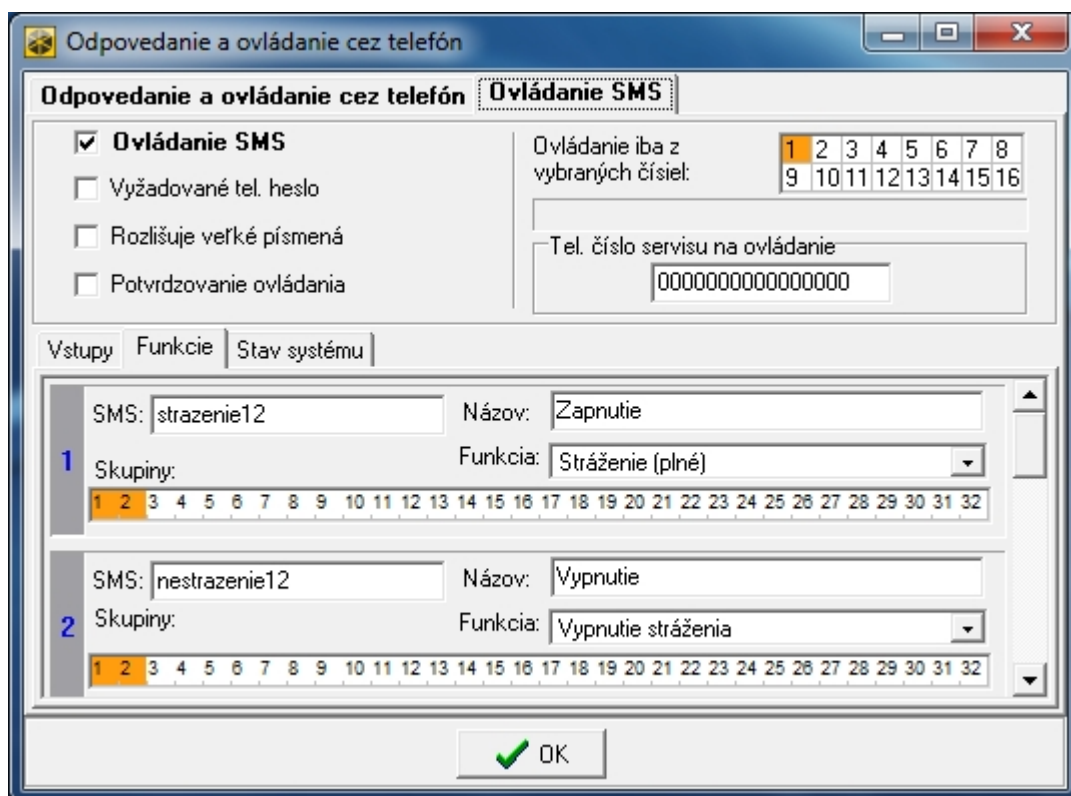 Odpovedanie a ovládanie cez telefón
Odpovedanie a ovládanie cez telefón Ovládanie SMS
Ovládanie SMS
Vyžadované tel. heslo
Rozlišuje veľké písmená
Potvrdzovanie ovládania
Ovládanie iba z
vybraných čísiel:
1 2 3 4 5 6 7 8
9 10 11 12 13 14 15 16
Tel. číslo servisu na ovládanie
0000000000000000
Vstupy Funkcie Stav systému
1
SMS: strazenie12 Názov: Zapnutie
Skupiny: Funkcia: Stráženie (plné)
1 2 3 4 5 6 7 8 9 10 11 12 13 14 15 16 17 18 19 20 21 22 23 24 25 26 27 28 29 30 31 32
2
SMS: nestrazenie12 Názov: Vypnutie
Skupiny: Funkcia: Vypnutie stráženia
1 2 3 4 5 6 7 8 9 10 11 12 13 14 15 16 17 18 19 20 21 22 23 24 25 26 27 28 29 30 31 32
OK